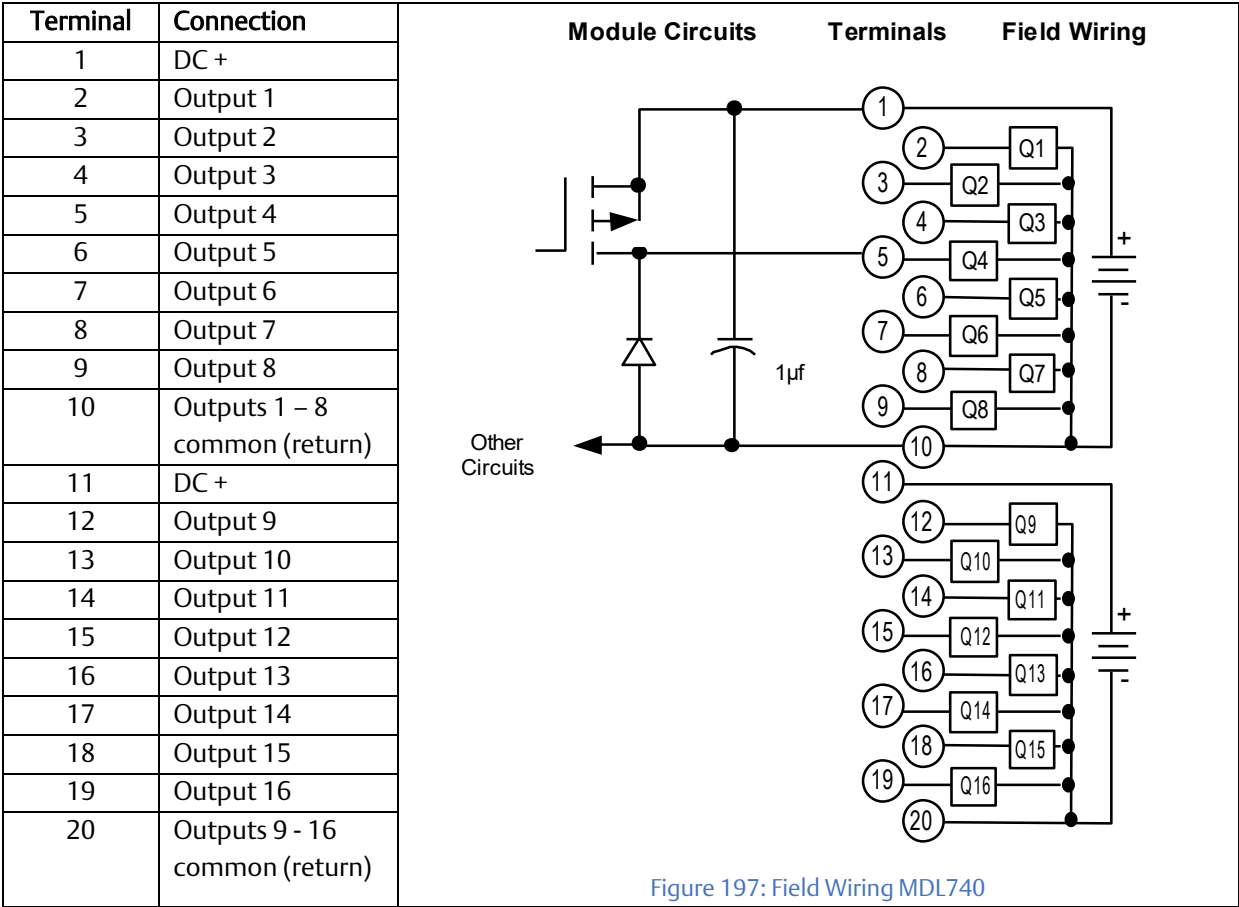 Terminal Connection
1 DC +
2 Output 1
3 Output 2
4 Output 3
5 Output 4
6 Output 5
7 Output 6
8 Output 7
9 Output 8
10 Outputs 1 – 8
common (return)
11 DC +
12 Output 9
13 Output 10
14 Output 11
15 Output 12
16 Output 13
17 Output 14
18 Output 15
19 Output 16
20 Outputs 9 - 16
common (return)
Module Circuits Terminals Field Wiring
1
2 Q1
3 Q2
4 Q3
+
5 Q4
6 Q5
-
7 Q6
1µf
8 Q7
9 Q8
Other
Circuits
10
11
12 Q9
13 Q10
14 Q11
+
15 Q12
16 Q13
-
17 Q14
18 Q15
19 Q16
20
Figure 197: Field Wiring MDL740